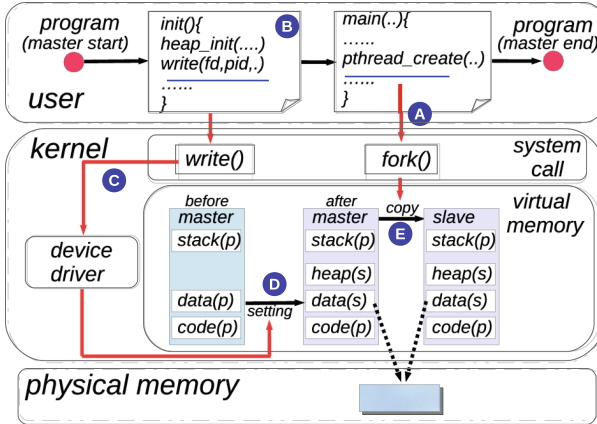 program
(master start)
init(){
heap_init(....)
write(fd,pid,..)
......
}
B
main(..){
......
pthread_create(..)
......
}
program
(master end)
user
A
kernel
write()
fork()
system
call
C
before
master
stack(p)
data(p)
code(p)
D
setting
after
master
stack(p)
heap(s)
data(s)
code(p)
copy
E
slave
stack(p)
heap(s)
data(s)
code(p)
virtual
memory
device
driver
physical memory